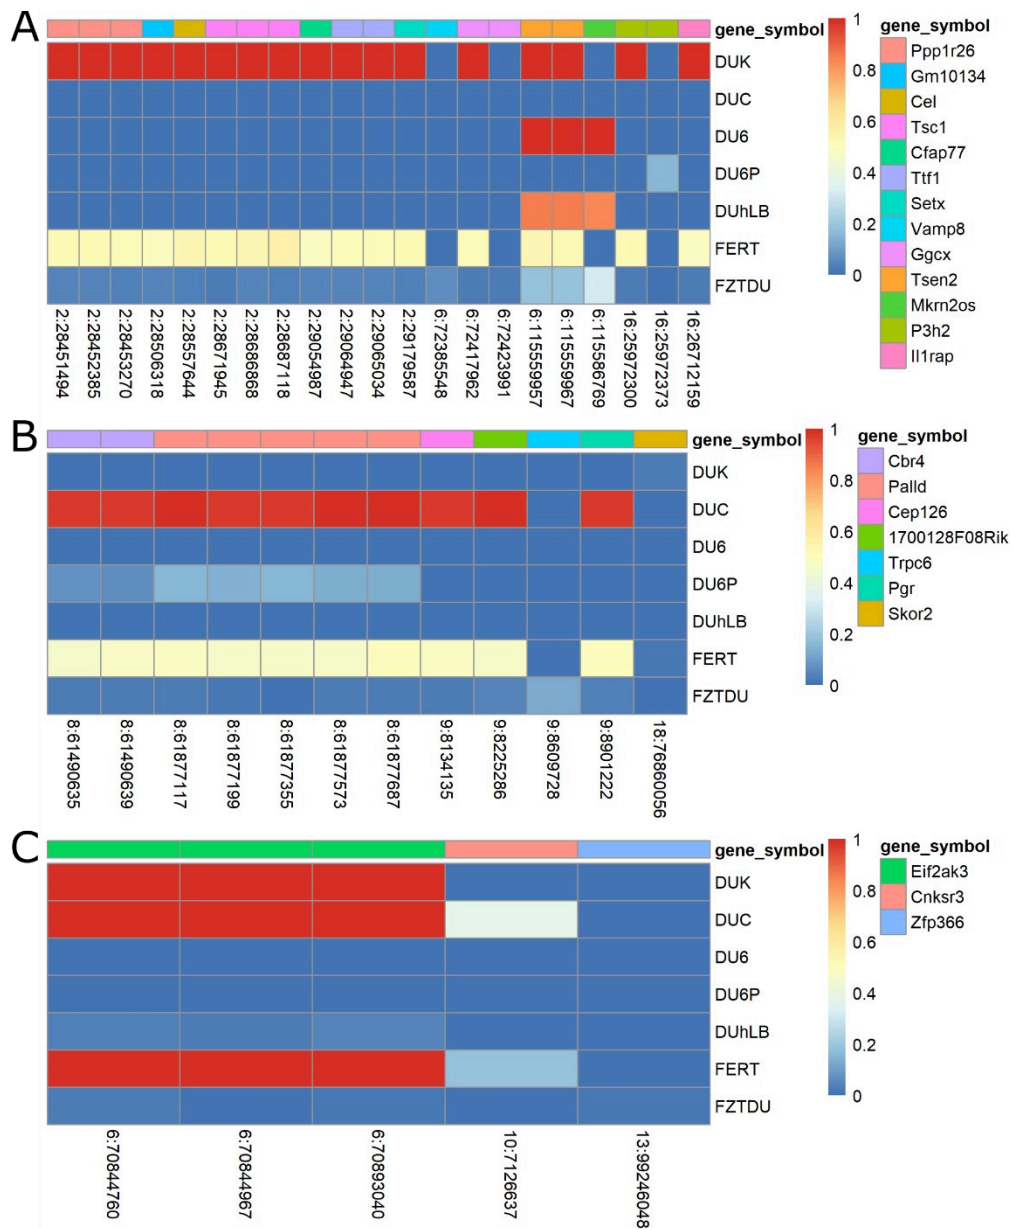 A
gene_symbol
DUK
DUC
DU6
DU6P
DUhLB
FERT
FZTDU
2:28451494
2:28452385
2:28453270
2:28506318
2:28557644
2:28671945
2:28686868
2:28687118
2:29054987
2:29064947
2:29065034
2:29179587
6:72385548
6:72417962
6:72423991
6:115559957
6:115559967
6:115586769
16:25972300
16:25972373
16:26712159
1
0.8
0.6
0.4
0.2
0
gene_symbol
Ppp1r26
Gm10134
Cel
Tsc1
Cfap77
Ttf1
Setx
Vamp8
Ggcx
Tsen2
Mkrn2os
P3h2
Il1rap
B
gene_symbol
DUK
DUC
DU6
DU6P
DUhLB
FERT
FZTDU
8:61490635
8:61490639
8:61877117
8:61877199
8:61877355
8:61877573
8:61877687
9:8134135
9:8225286
9:8609728
9:8901222
18:76860056
1
0.8
0.6
0.4
0.2
0
gene_symbol
Cbr4
Palld
Cep126
1700128F08Rik
Trpc6
Pgr
Skor2
C
gene_symbol
DUK
DUC
DU6
DU6P
DUhLB
FERT
FZTDU
6:70844760
6:70844967
6:70893040
10:7126637
13:99246048
1
0.8
0.6
0.4
0.2
0
gene_symbol
Eif2ak3
Cnksr3
Zfp366